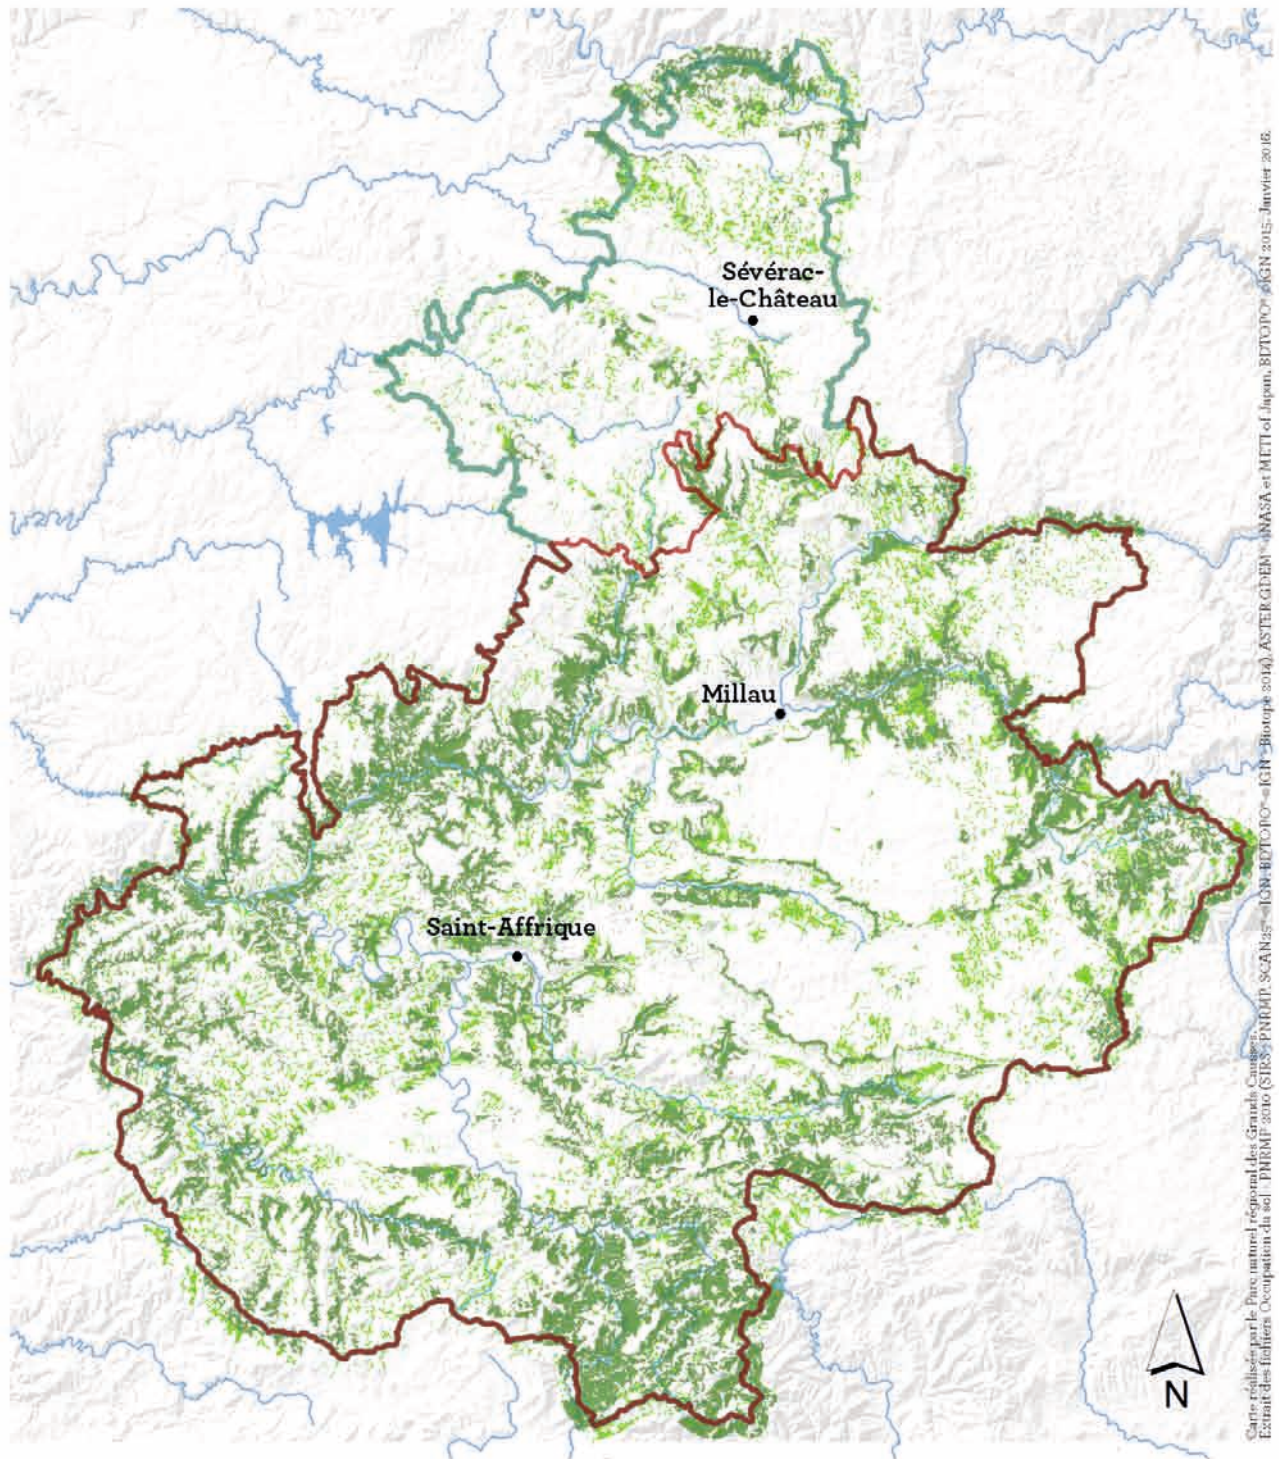 Sévérac-
le-Château
Millau
Saint-Affrique
N
Carte réalisées par le Parc naturel régional des Grands Causses.
Extrait des fichiers Occupation du sol - PNRMP 2010 (SIRS - PNRMP, SCAN25® - IGN, BDTOPO® - IGN - Biotope 2014), ASTER GDEM - NASA et METI of Japan, BDTOPO® - IGN 2015. Janvier 2016.